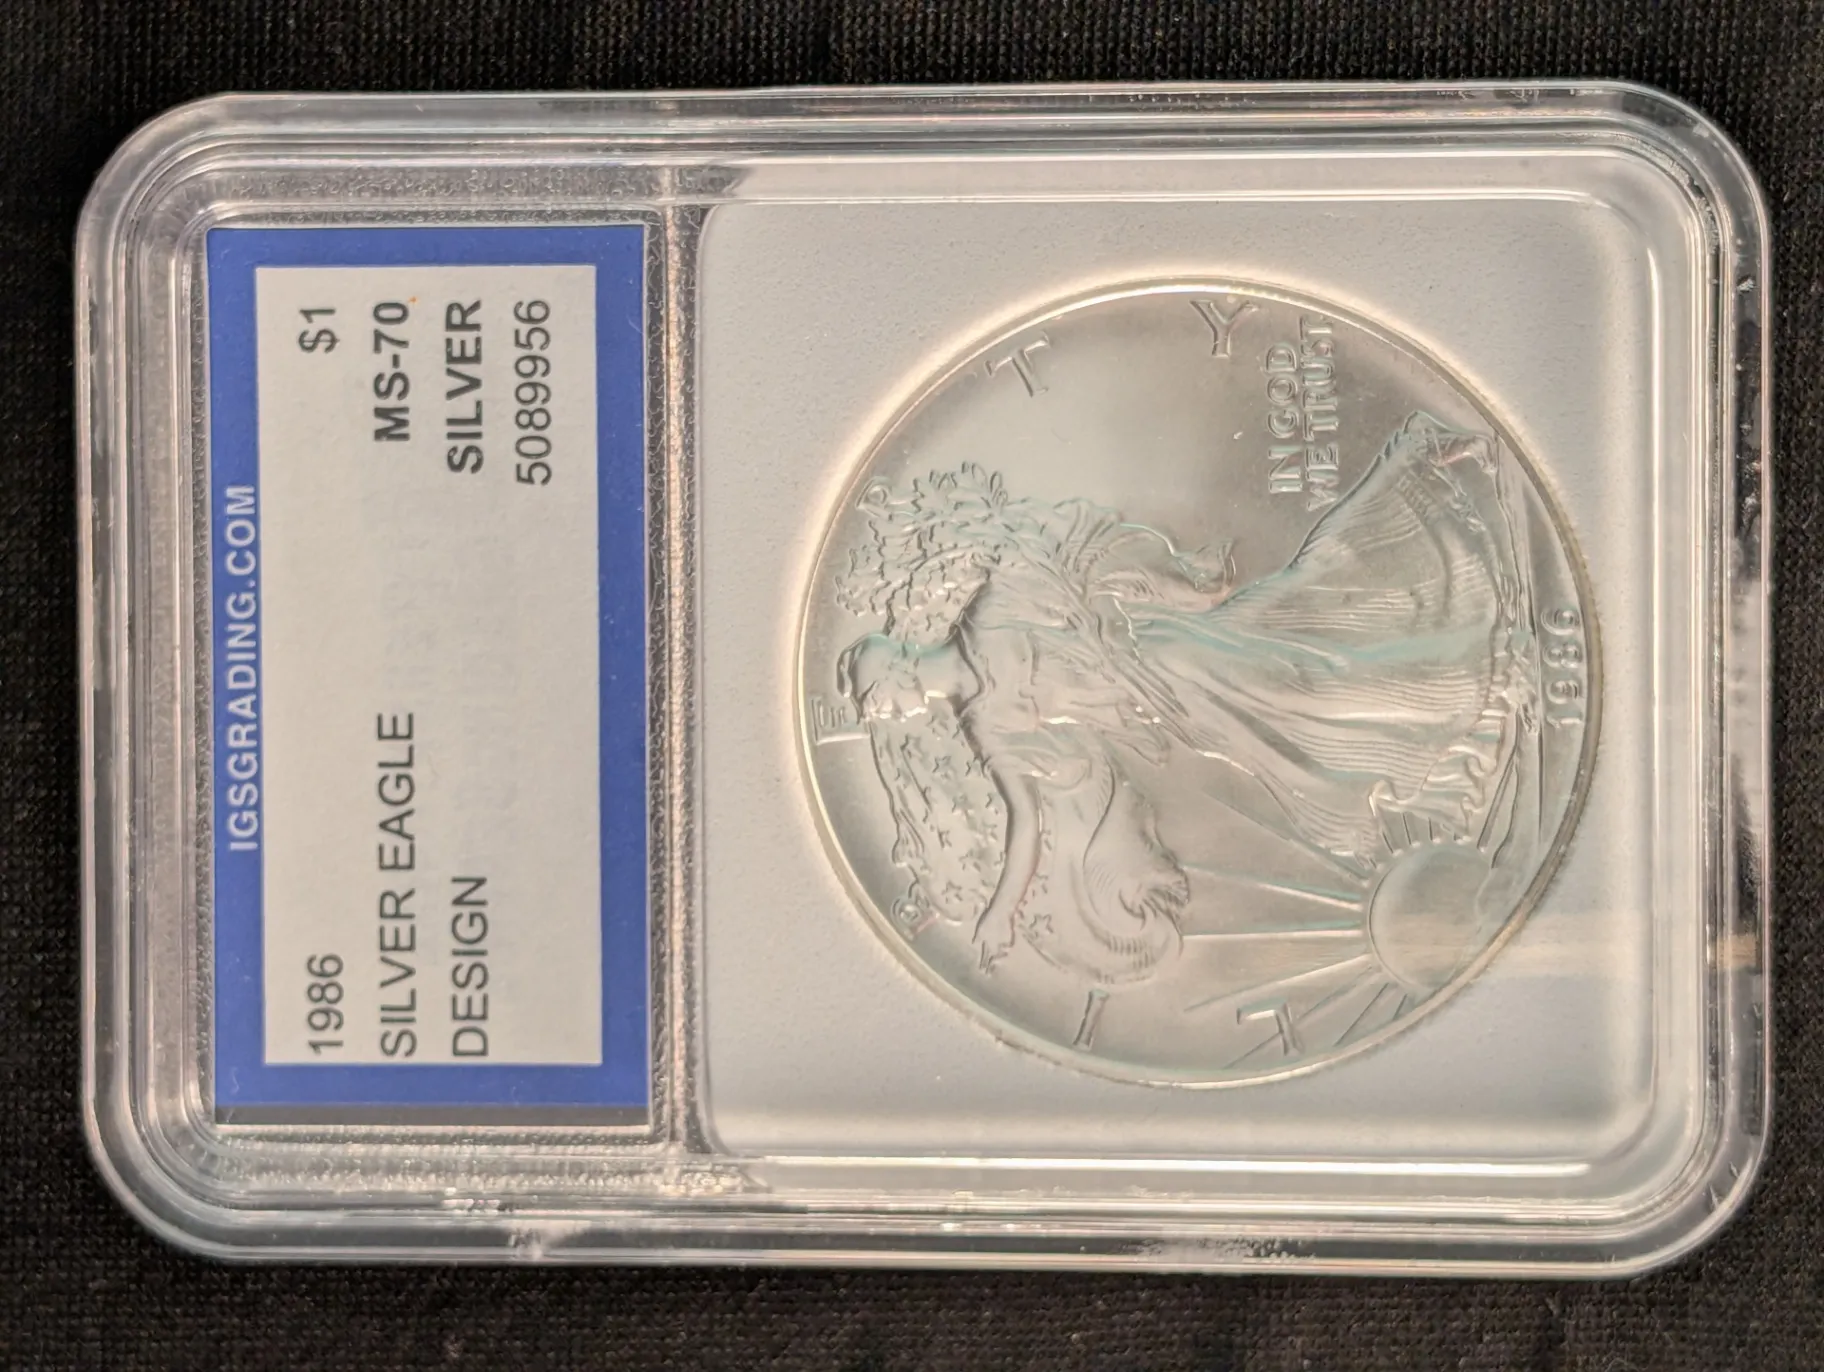 IGSGRADING.COM
1986 $1
SILVER EAGLE MS-70
DESIGN SILVER
5089956
LIBERTY
IN GOD
WE TRUST
1986